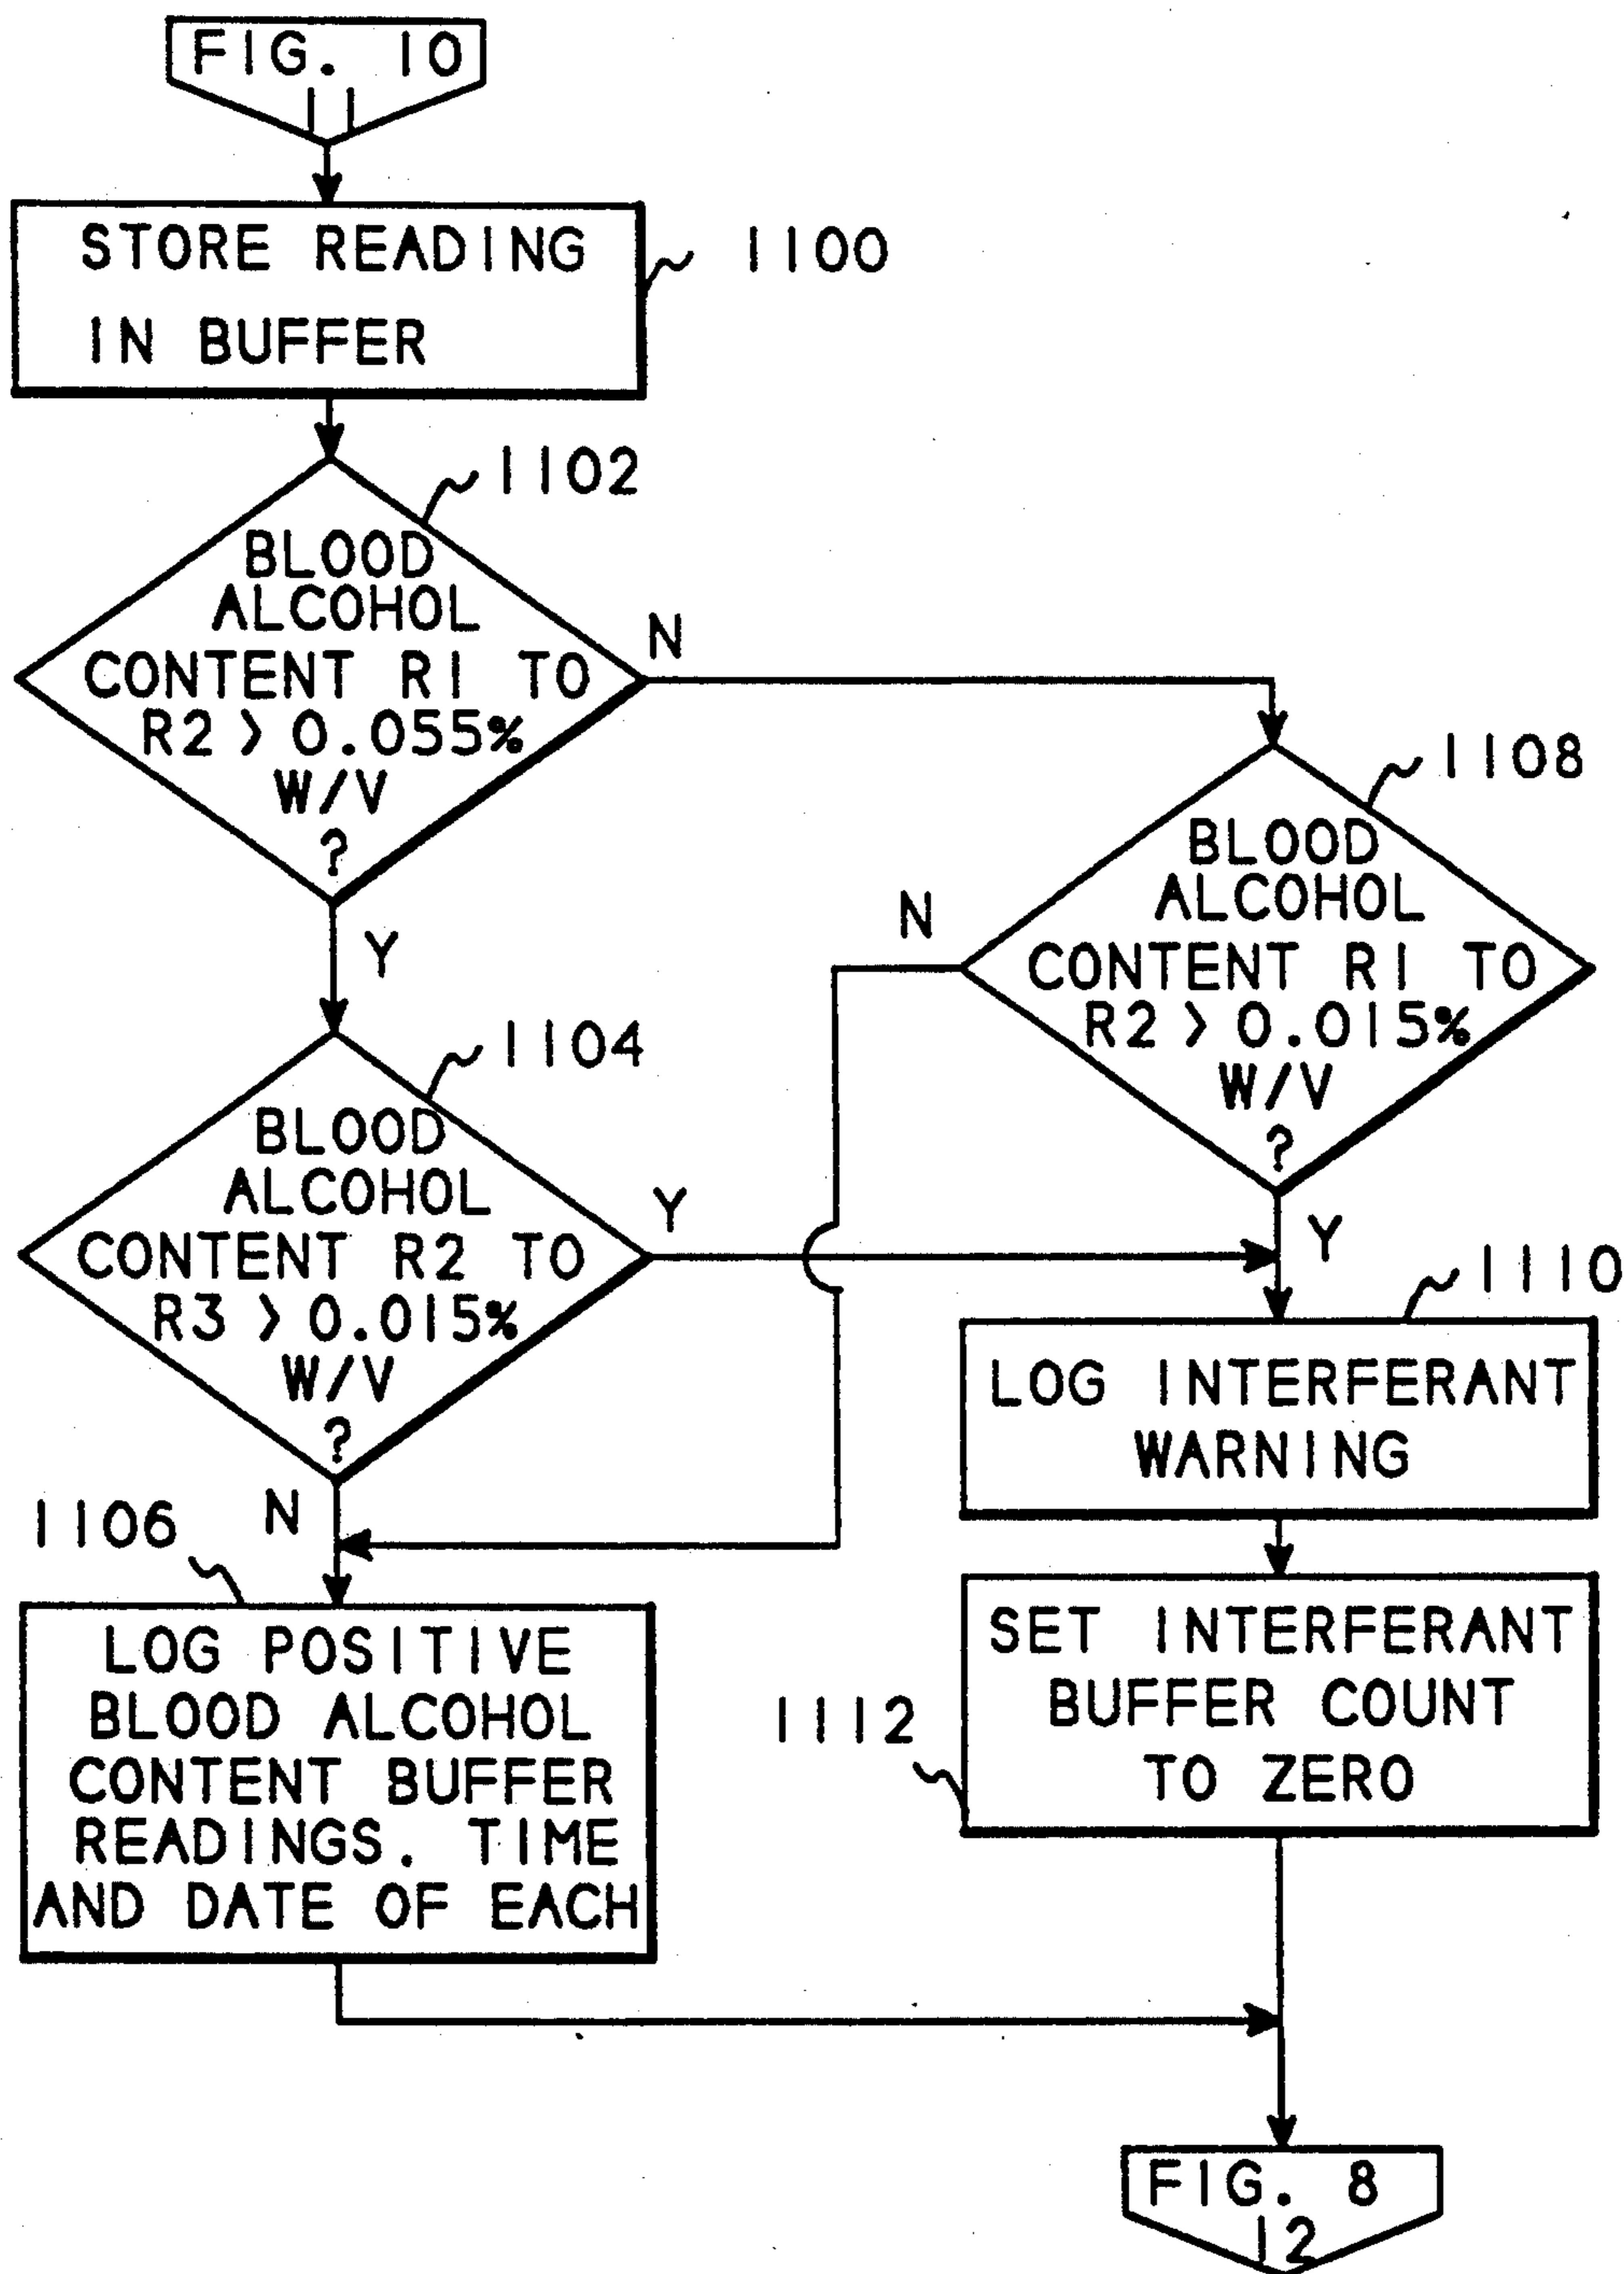 FIG. 10
11
STORE READING
IN BUFFER
1100
1102
BLOOD
ALCOHOL
CONTENT R1 TO
R2 > 0.055%
W/V
?
N
Y
1108
BLOOD
ALCOHOL
CONTENT R1 TO
R2 > 0.015%
W/V
?
N
Y
1104
BLOOD
ALCOHOL
CONTENT R2 TO
R3 > 0.015%
W/V
?
Y
N
1110
LOG INTERFERANT
WARNING
1106
LOG POSITIVE
BLOOD ALCOHOL
CONTENT BUFFER
READINGS. TIME
AND DATE OF EACH
1112
SET INTERFERANT
BUFFER COUNT
TO ZERO
FIG. 8
12